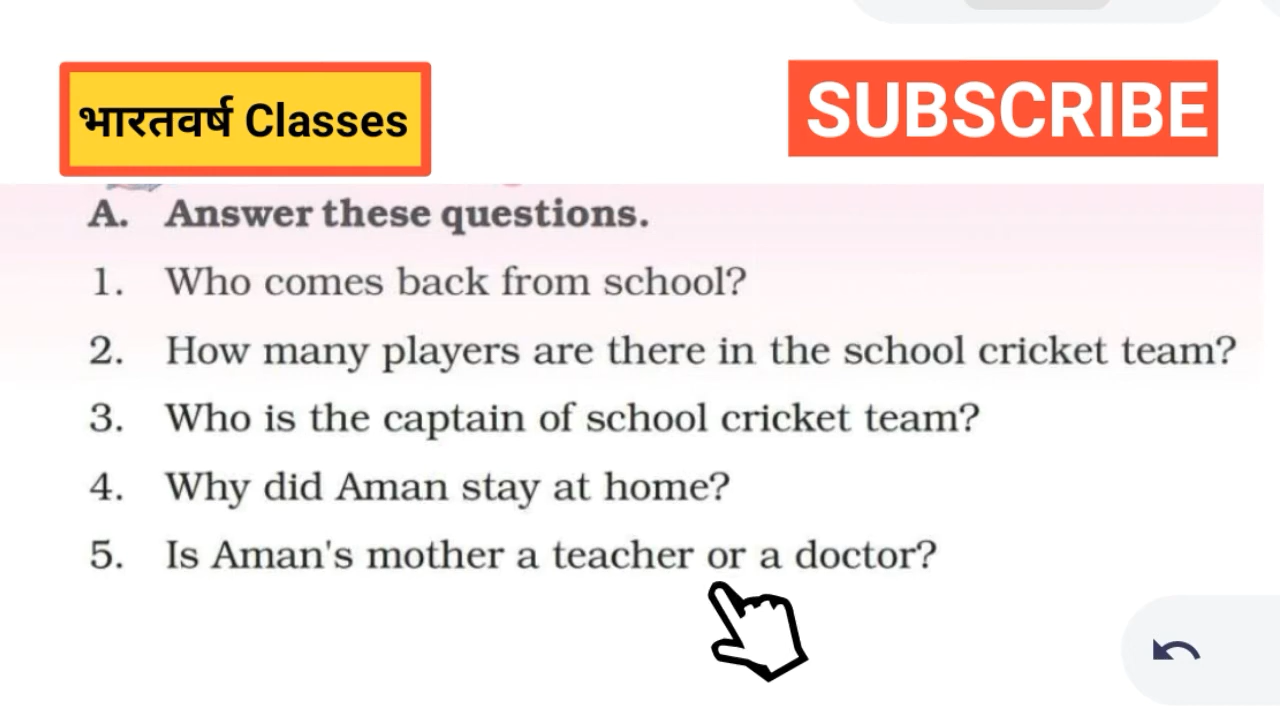 भारतवर्ष Classes
SUBSCRIBE
A. Answer these questions.
1. Who comes back from school?
2. How many players are there in the school cricket team?
3. Who is the captain of school cricket team?
4. Why did Aman stay at home?
5. Is Aman's mother a teacher or a doctor?